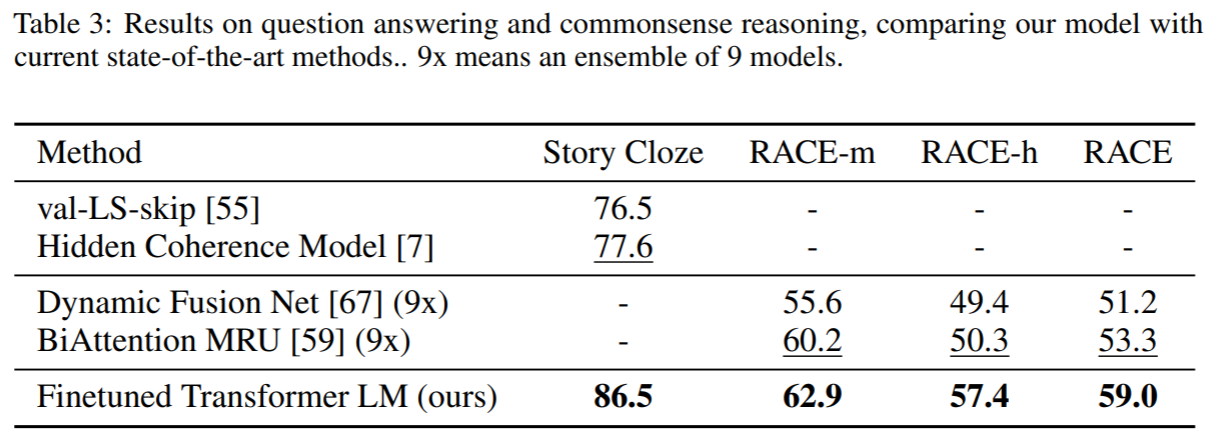 Table 3: Results on question answering and commonsense reasoning, comparing our model with
current state-of-the-art methods.. 9x means an ensemble of 9 models.
Method Story Cloze RACE-m RACE-h RACE
val-LS-skip [55] 76.5 - - -
Hidden Coherence Model [7] 77.6 - - -
Dynamic Fusion Net [67] (9x) - 55.6 49.4 51.2
BiAttention MRU [59] (9x) - 60.2 50.3 53.3
Finetuned Transformer LM (ours) 86.5 62.9 57.4 59.0